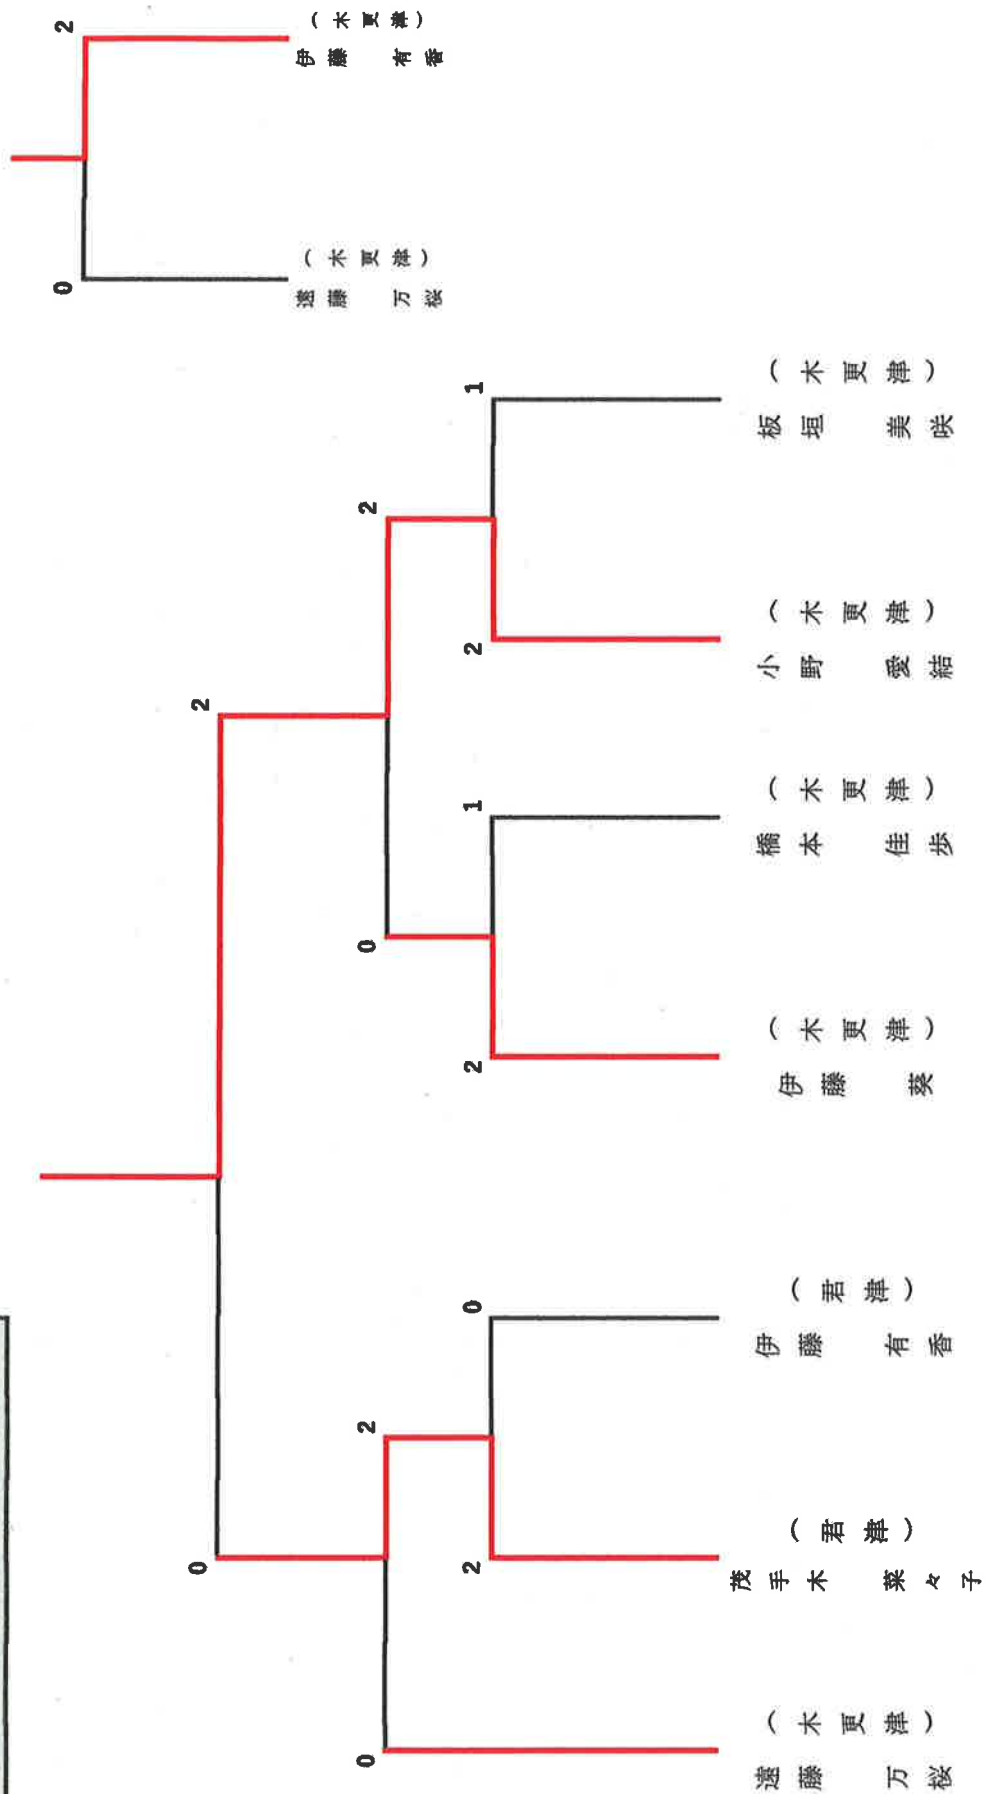 2
0
(木更津)
伊藤 有香
(木更津)
遠藤 万桜
2
0
2
0
2
0
1
2
1
2
0
2
(木更津)
板垣 美咲
(木更津)
小野 愛結
(木更津)
橋本 佳歩
(木更津)
伊藤 葵
(君津)
伊藤 有香
(君津)
茂手木 菜々子
(木更津)
遠藤 万桜